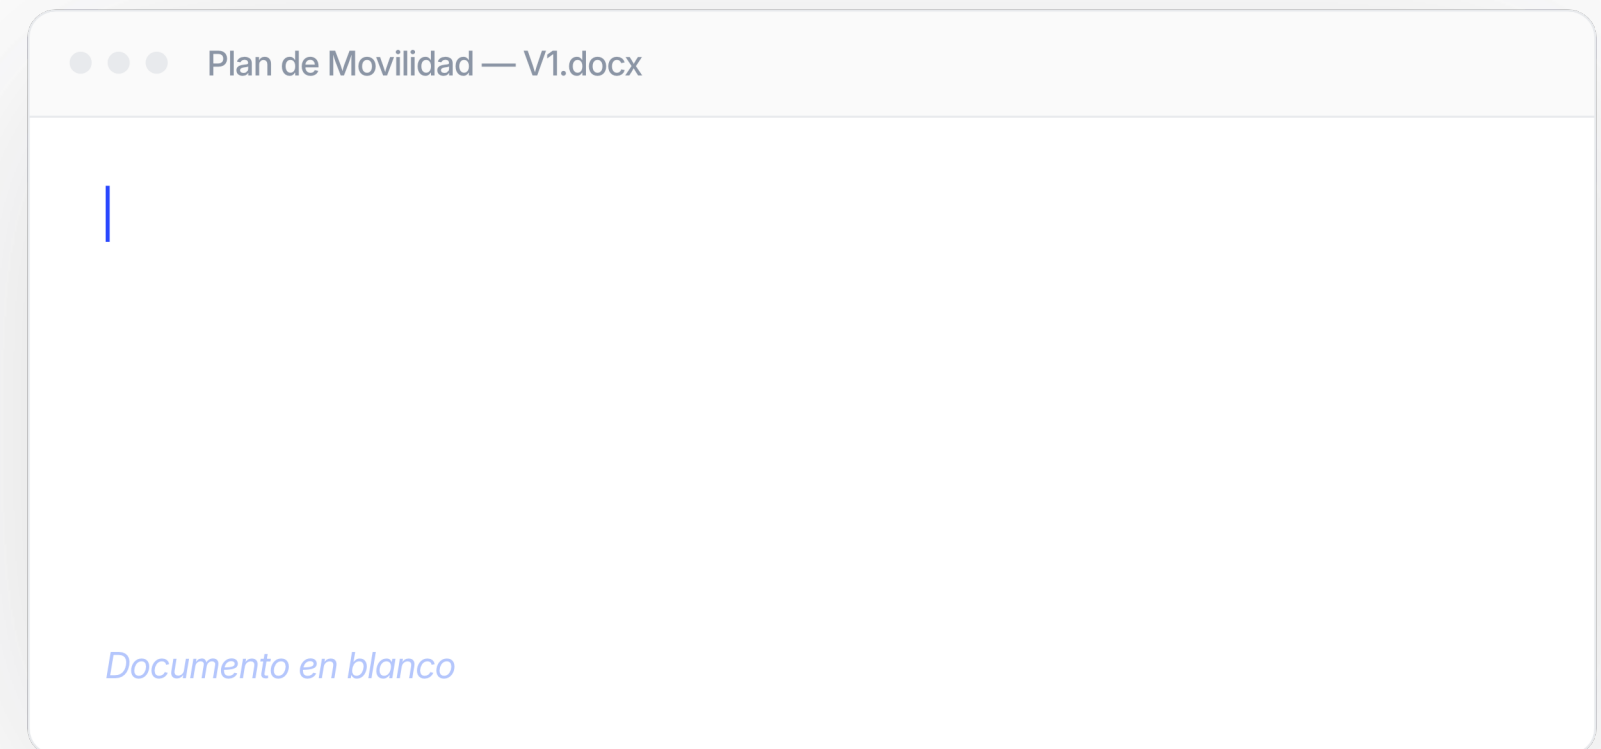 Plan de Movilidad — V1.docx
Documento en blanco